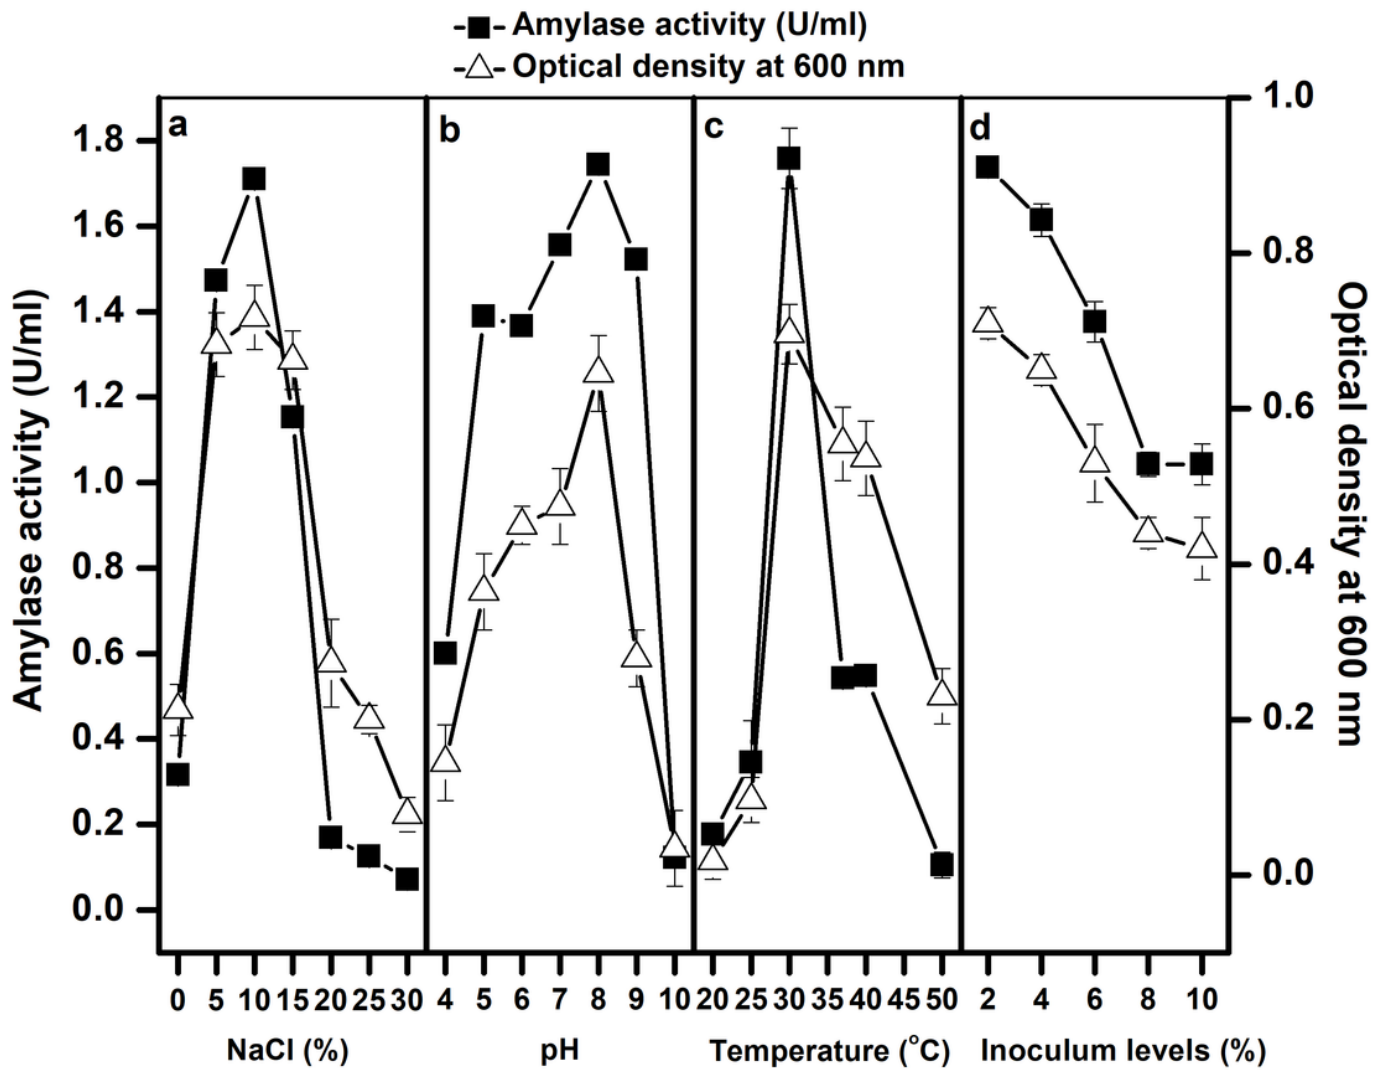 Amylase activity (U/ml)
Optical density at 600 nm
a
b
c
d
1.8
1.6
1.4
1.2
1.0
0.8
0.6
0.4
0.2
0.0
Amylase activity (U/ml)
1.0
0.8
0.6
0.4
0.2
0.0
Optical density at 600 nm
0 5 10 15 20 25 30
4 5 6 7 8 9 10
20 25 30 35 40 45 50
2 4 6 8 10
NaCl (%)
pH
Temperature (°C)
Inoculum levels (%)